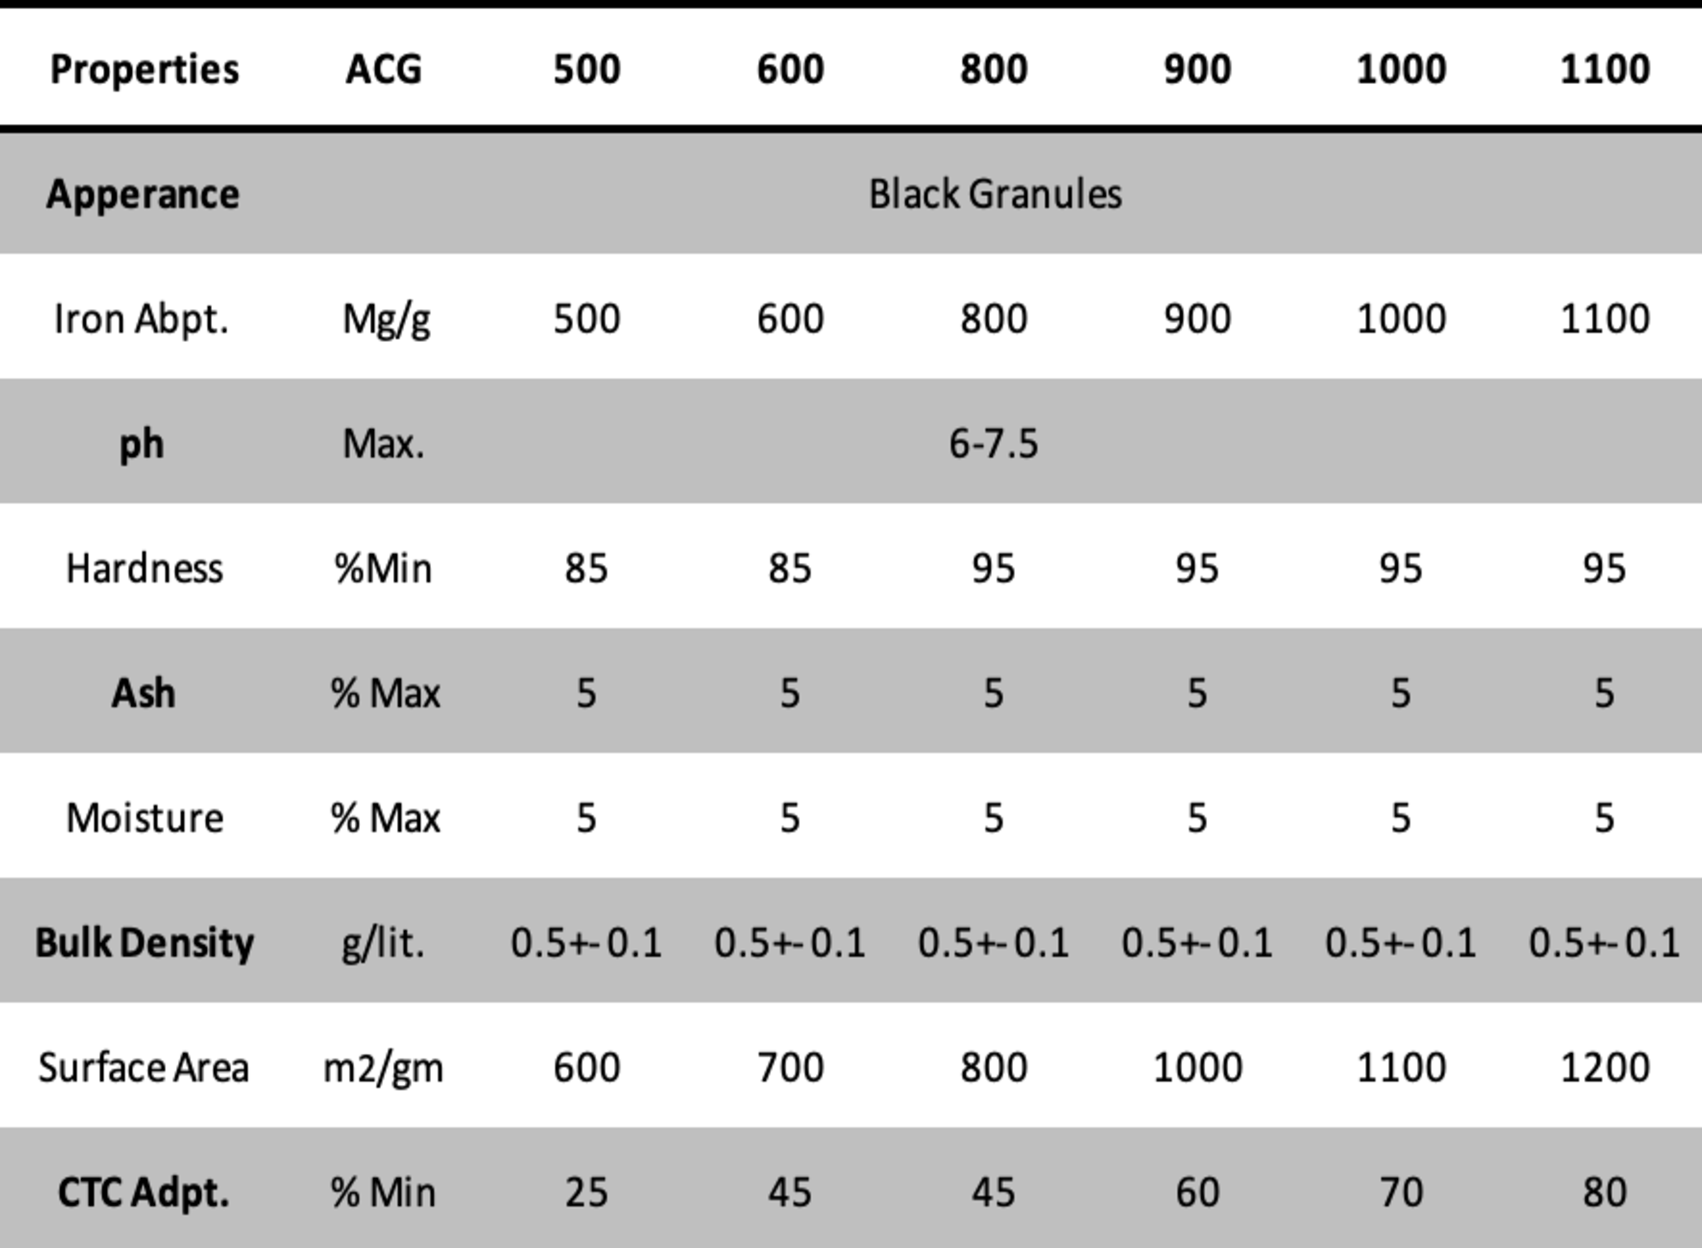 Properties ACG 500 600 800 900 1000 1100
Apperance Black Granules
Iron Abpt. Mg/g 500 600 800 900 1000 1100
ph Max. 6-7.5
Hardness %Min 85 85 95 95 95 95
Ash % Max 5 5 5 5 5 5
Moisture % Max 5 5 5 5 5 5
Bulk Density g/lit. 0.5+-0.1 0.5+-0.1 0.5+-0.1 0.5+-0.1 0.5+-0.1 0.5+-0.1
Surface Area m2/gm 600 700 800 1000 1100 1200
CTC Adpt. % Min 25 45 45 60 70 80